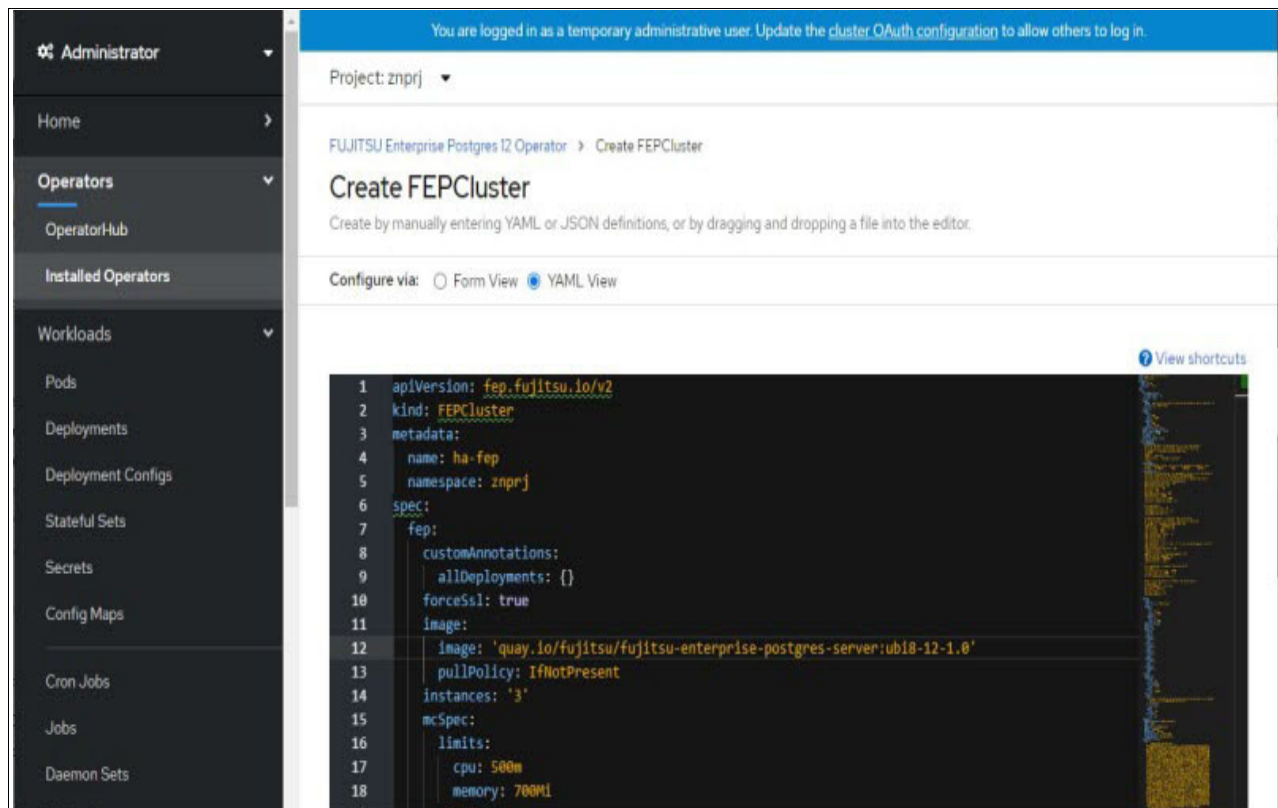 You are logged in as a temporary administrative user. Update the cluster OAuth configuration to allow others to log in.
Administrator
Project: znprj
Home
FUJITSU Enterprise Postgres 12 Operator > Create FEPCluster
Operators
Create FEPCluster
OperatorHub
Create by manually entering YAML or JSON definitions, or by dragging and dropping a file into the editor.
Installed Operators
Configure via: Form View YAML View
Workloads
View shortcuts
Pods
Deployments
Deployment Configs
Stateful Sets
Secrets
Config Maps
Cron Jobs
Jobs
Daemon Sets
1 apiVersion: fep.fujitsu.io/v2
2 kind: FEPCluster
3 metadata:
4 name: ha-fep
5 namespace: znprj
6 spec:
7 fep:
8 customAnnotations:
9 allDeployments: {}
10 forceSsl: true
11 image:
12 image: 'quay.io/fujitsu/fujitsu-enterprise-postgres-server:ubi8-12-1.0'
13 pullPolicy: IfNotPresent
14 instances: '3'
15 mcSpec:
16 limits:
17 cpu: 500m
18 memory: 700Mi